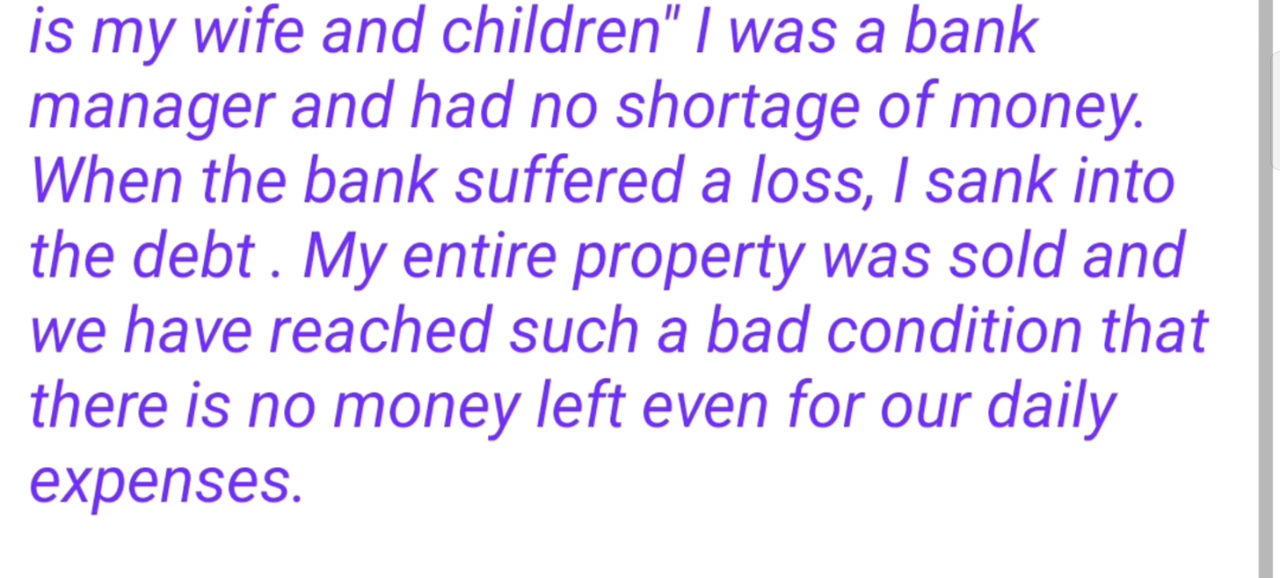 is my wife and children" I was a bank
manager and had no shortage of money.
When the bank suffered a loss, I sank into
the debt . My entire property was sold and
we have reached such a bad condition that
there is no money left even for our daily
expenses.